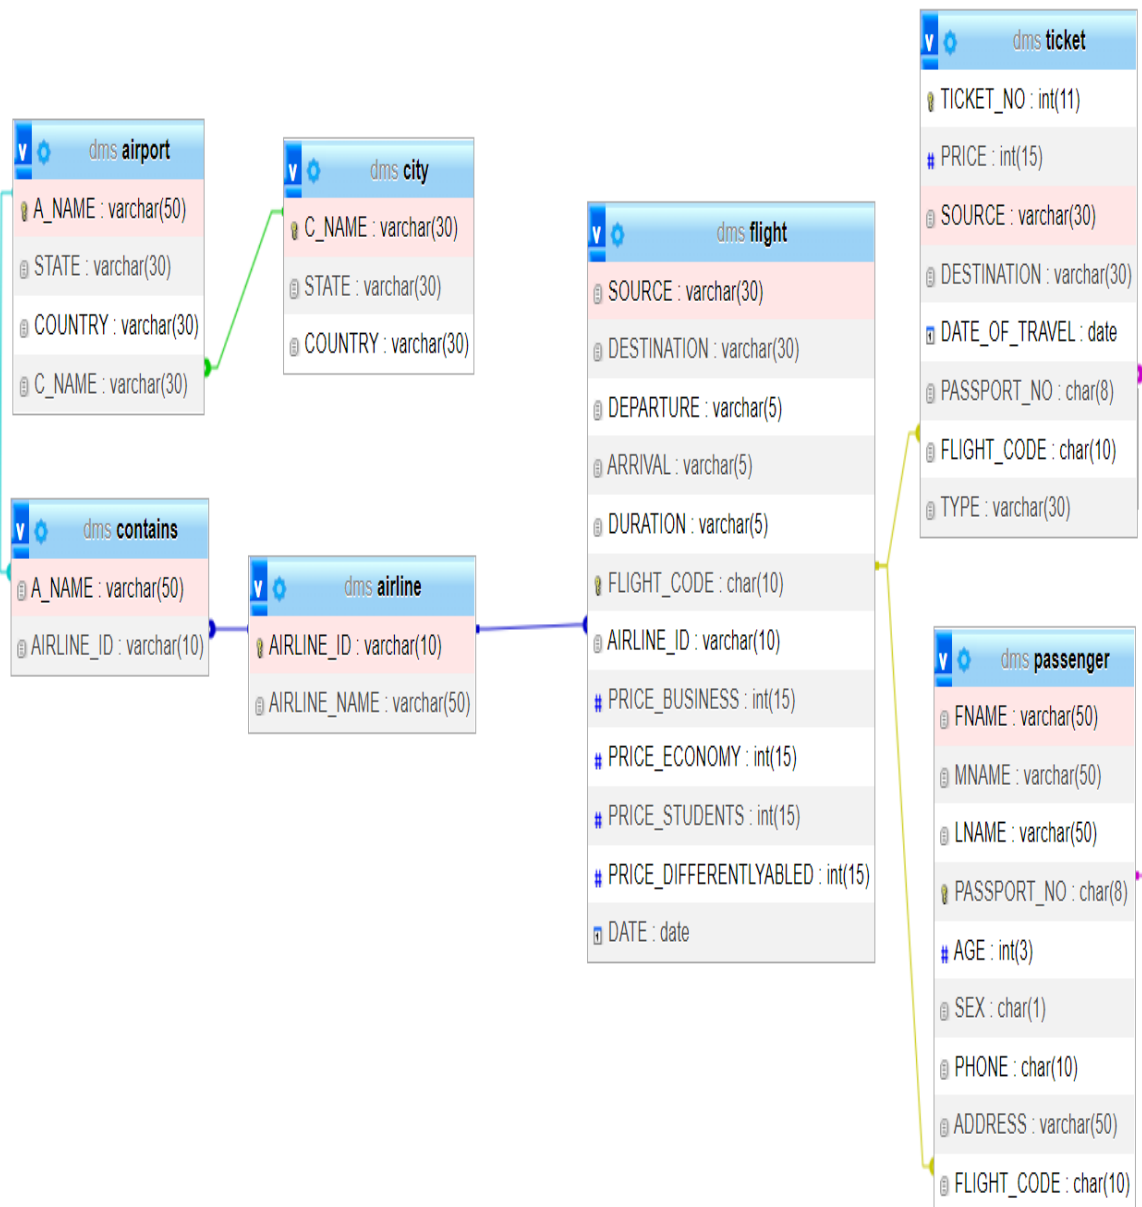 v dms airport
A_NAME : varchar(50)
STATE : varchar(30)
COUNTRY : varchar(30)
C_NAME : varchar(30)
v dms city
C_NAME : varchar(30)
STATE : varchar(30)
COUNTRY : varchar(30)
v dms contains
A_NAME : varchar(50)
AIRLINE_ID : varchar(10)
v dms airline
AIRLINE_ID : varchar(10)
AIRLINE_NAME : varchar(50)
v dms flight
SOURCE : varchar(30)
DESTINATION : varchar(30)
DEPARTURE : varchar(5)
ARRIVAL : varchar(5)
DURATION : varchar(5)
FLIGHT_CODE : char(10)
AIRLINE_ID : varchar(10)
# PRICE_BUSINESS : int(15)
# PRICE_ECONOMY : int(15)
# PRICE_STUDENTS : int(15)
# PRICE_DIFFERENTLYABLED : int(15)
DATE : date
v dms ticket
TICKET_NO : int(11)
# PRICE : int(15)
SOURCE : varchar(30)
DESTINATION : varchar(30)
DATE_OF_TRAVEL : date
PASSPORT_NO : char(8)
FLIGHT_CODE : char(10)
TYPE : varchar(30)
v dms passenger
FNAME : varchar(50)
MNAME : varchar(50)
LNAME : varchar(50)
PASSPORT_NO : char(8)
# AGE : int(3)
SEX : char(1)
PHONE : char(10)
ADDRESS : varchar(50)
FLIGHT_CODE : char(10)